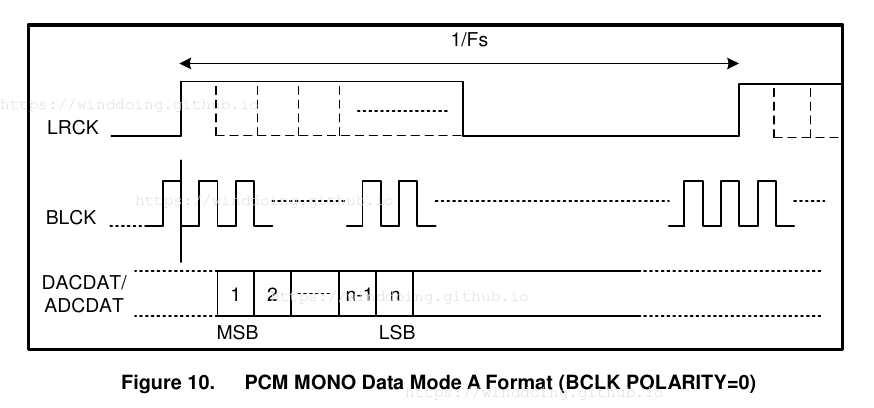 1/Fs
https://winddoing.github.io
LRCK
https://winddoing.github.io
BLCK
DACDAT/
ADCDAT
1 2 n-1 n
https://winddoing.github.io
MSB LSB
Figure 10. PCM MONO Data Mode A Format (BCLK POLARITY=0)
https://winddoing.github.io